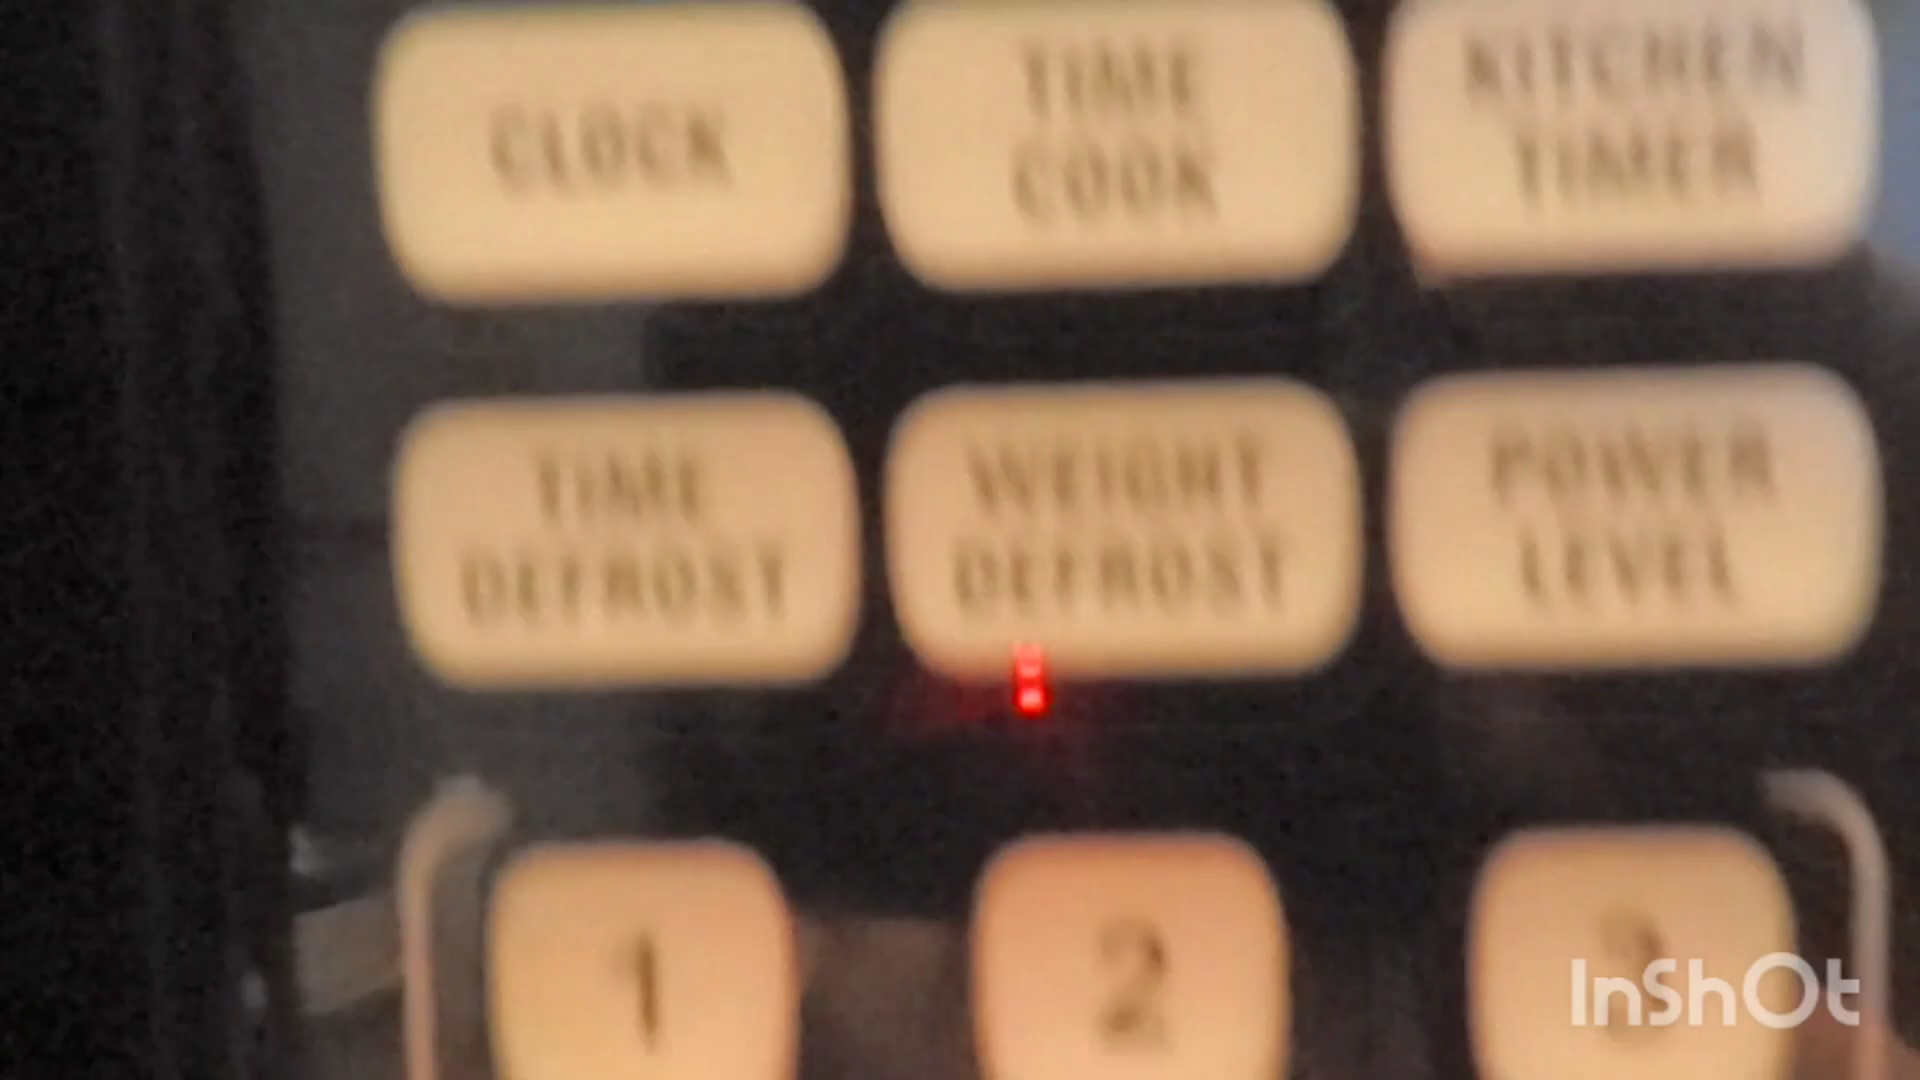 CLOCK
TIME
COOK
KITCHEN
TIMER
TIME
DEFROST
WEIGHT
DEFROST
POWER
LEVEL
1
2
3
InShOt